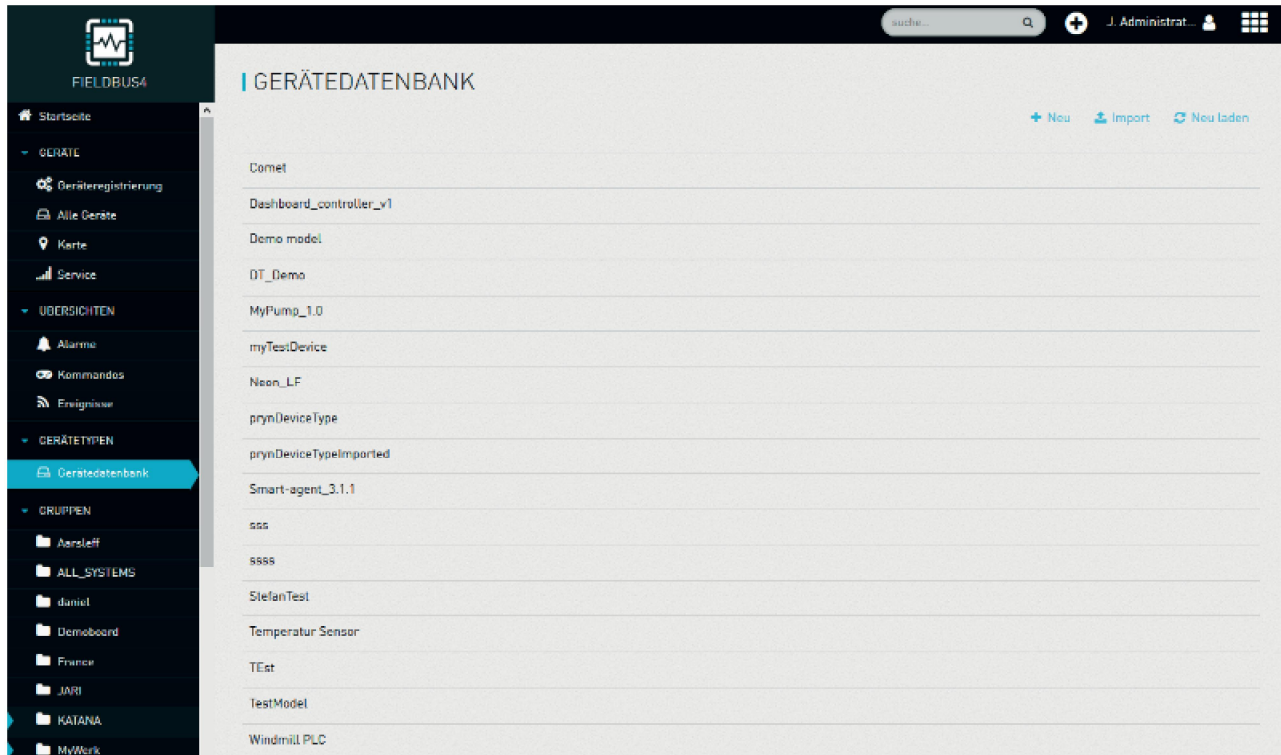 suche...
J. Administrat...
FIELDBUS4
Startseite
GERÄTE
Geräteregistrierung
Alle Geräte
Karte
Service
ÜBERSICHTEN
Alarme
Kommandos
Ereignisse
GERÄTETYPEN
Gerätedatenbank
GRUPPEN
Aarsleff
ALL_SYSTEMS
daniel
Demoboard
France
JARI
KATANA
MyWerk
GERÄTEDATENBANK
Neu
Import
Neu laden
Comet
Dashboard_controller_v1
Demo model
DT_Demo
MyPump_1.0
myTestDevice
Neon_LF
prynDeviceType
prynDeviceTypeImported
Smart-agent_3.1.1
sss
ssss
StefanTest
Temperatur Sensor
TEst
TestModel
Windmill PLC